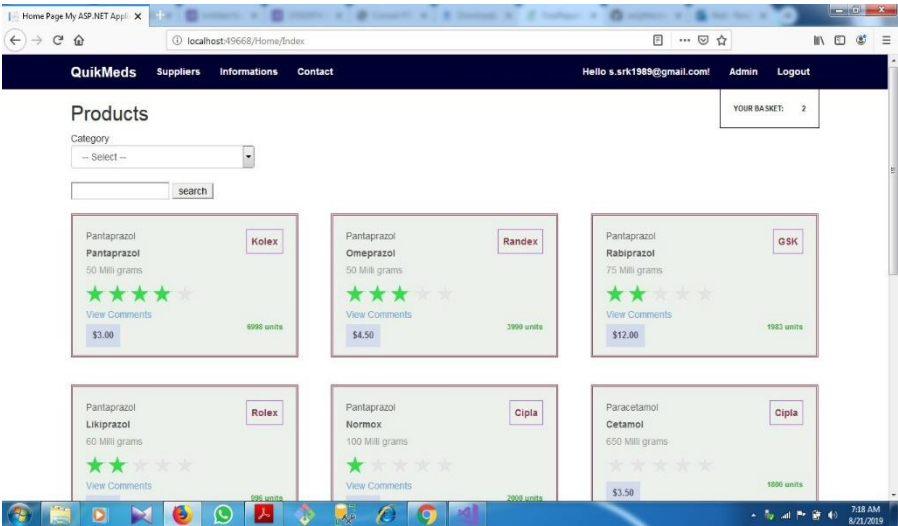 Home Page My ASP.NET Appli
localhost:49668/Home/Index
QuikMeds Suppliers Informations Contact Hello s.srk1989@gmail.com! Admin Logout
YOUR BASKET: 2
Products
Category
-- Select --
search
Pantaprazol
Kolex
Pantaprazol
50 Milli grams
View Comments
$3.00
6998 units
Pantaprazol
Randex
Omeprazol
50 Milli grams
View Comments
$4.50
3990 units
Pantaprazol
GSK
Rabiprazol
75 Milli grams
View Comments
$12.00
1983 units
Pantaprazol
Rolex
Likiprazol
60 Milli grams
View Comments
996 units
Pantaprazol
Cipla
Normox
100 Milli grams
View Comments
2000 units
Paracetamol
Cipla
Cetamol
650 Milli grams
$3.50
1800 units
7:18 AM
8/21/2019